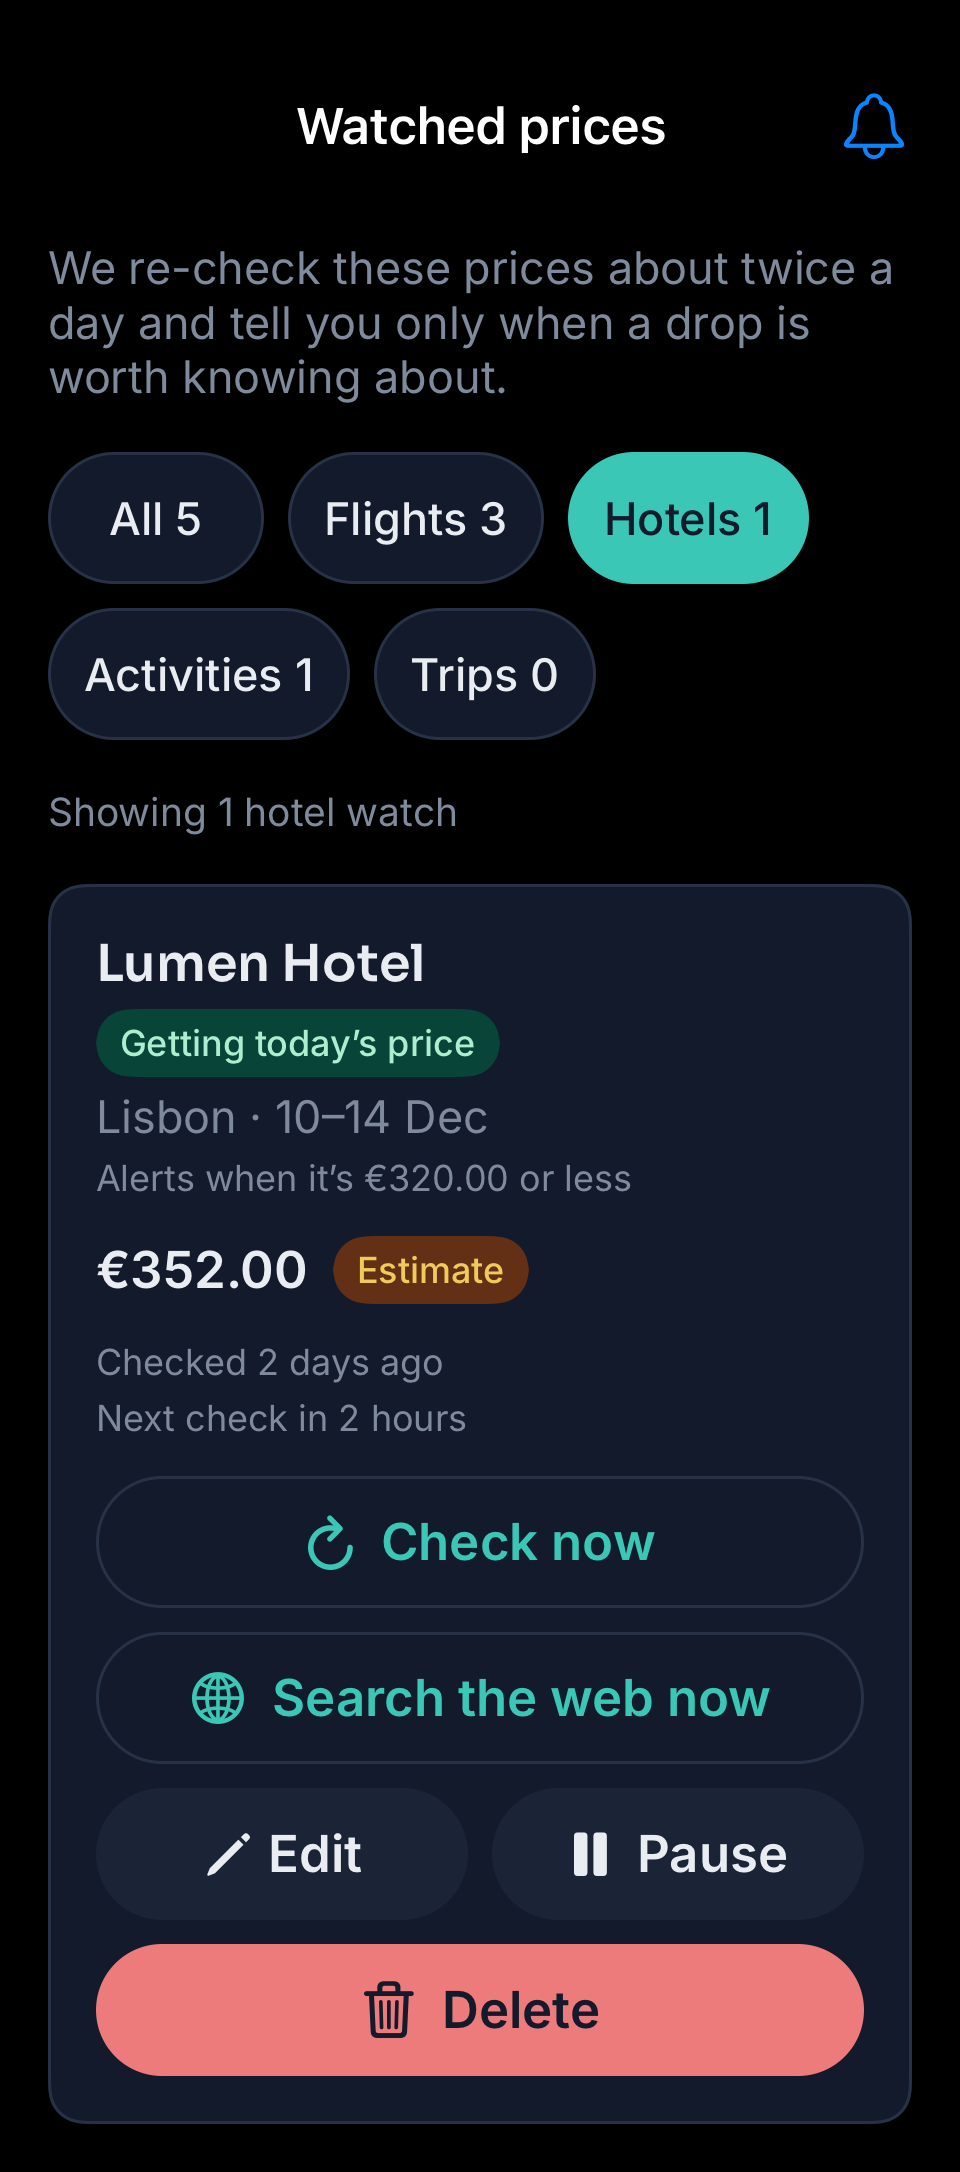 Watched prices
We re-check these prices about twice a
day and tell you only when a drop is
worth knowing about.
All 5
Flights 3
Hotels 1
Activities 1
Trips 0
Showing 1 hotel watch
Lumen Hotel
Getting today’s price
Lisbon · 10–14 Dec
Alerts when it’s €320.00 or less
€352.00
Estimate
Checked 2 days ago
Next check in 2 hours
Check now
Search the web now
Edit
Pause
Delete